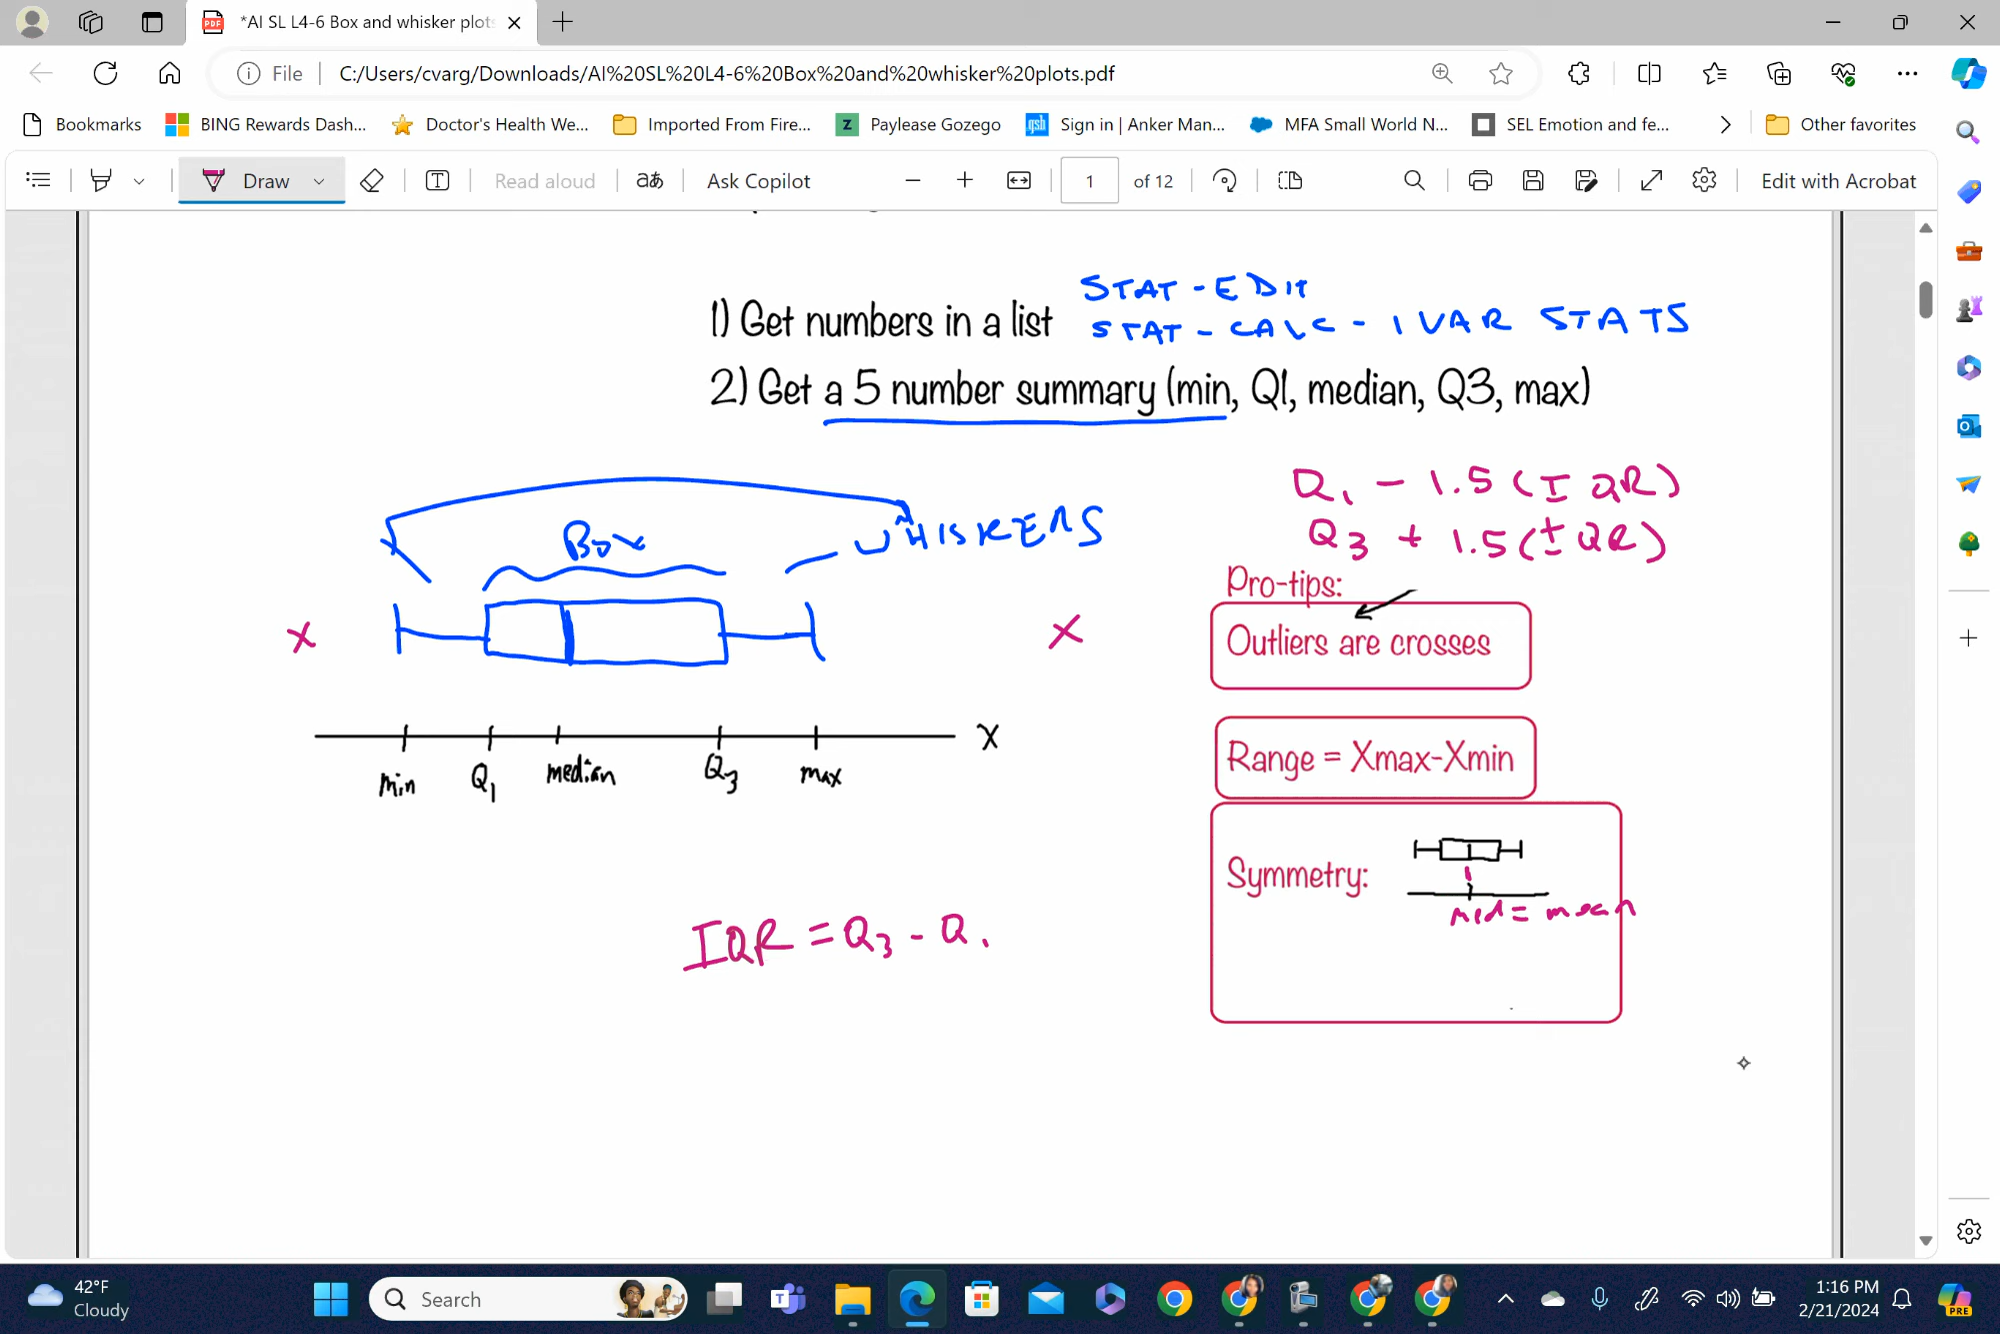 *AI SL L4-6 Box and whisker plots
File C:/Users/cvarg/Downloads/AI%20SL%20L4-6%20Box%20and%20whisker%20plots.pdf
Bookmarks BING Rewards Dash... Doctor's Health We... Imported From Fire... Paylease Gozego Sign in | Anker Man... MFA Small World N... SEL Emotion and fe... Other favorites
Draw Read aloud Ask Copilot 1 of 12 Edit with Acrobat
STAT-EDIT
1) Get numbers in a list STAT-CALC-1 VAR STATS
2) Get a 5 number summary (min, Q1, median, Q3, max)
Q1 - 1.5(IQR)
Box WHISKERS Q3 + 1.5(IQR)
Pro-tips:
X X Outliers are crosses
X
min Q1 median Q3 max Range = Xmax-Xmin
Symmetry:
med = mean
IQR = Q3 - Q1
42°F
Cloudy
Search
1:16 PM
2/21/2024